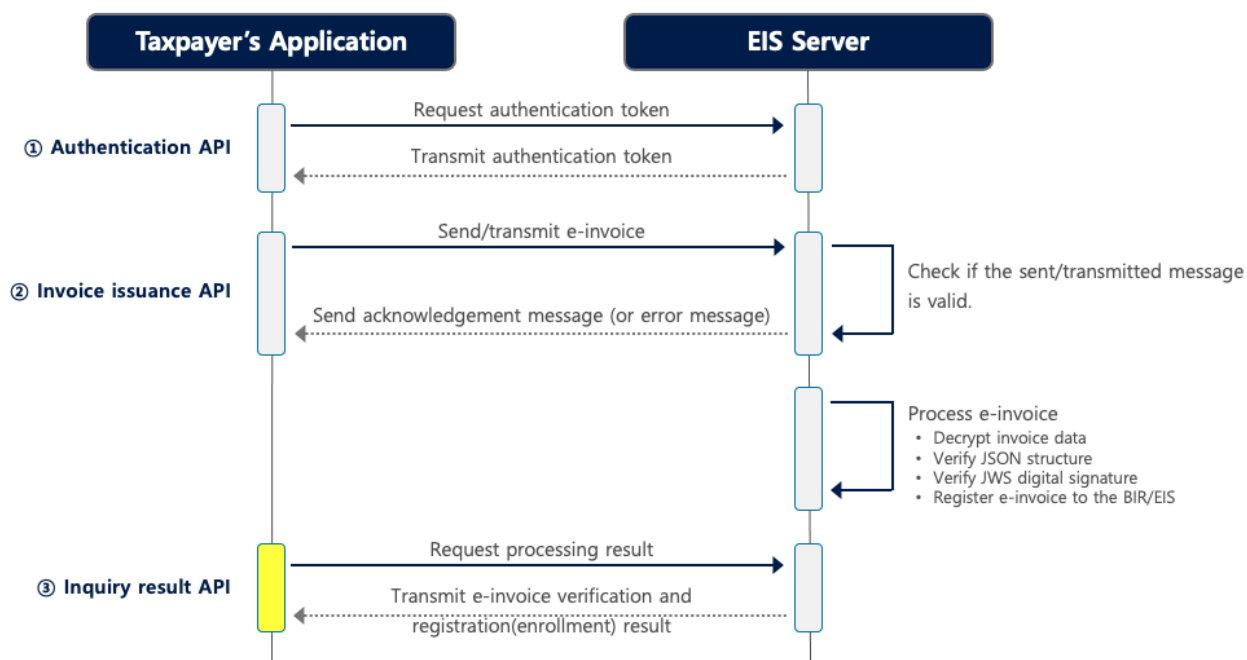 Taxpayer's Application
EIS Server
Request authentication token
① Authentication API
Transmit authentication token
Send/transmit e-invoice
② Invoice issuance API
Check if the sent/transmitted message
is valid.
Send acknowledgement message (or error message)
Process e-invoice
• Decrypt invoice data
• Verify JSON structure
• Verify JWS digital signature
• Register e-invoice to the BIR/EIS
Request processing result
③ Inquiry result API
Transmit e-invoice verification and
registration(enrollment) result